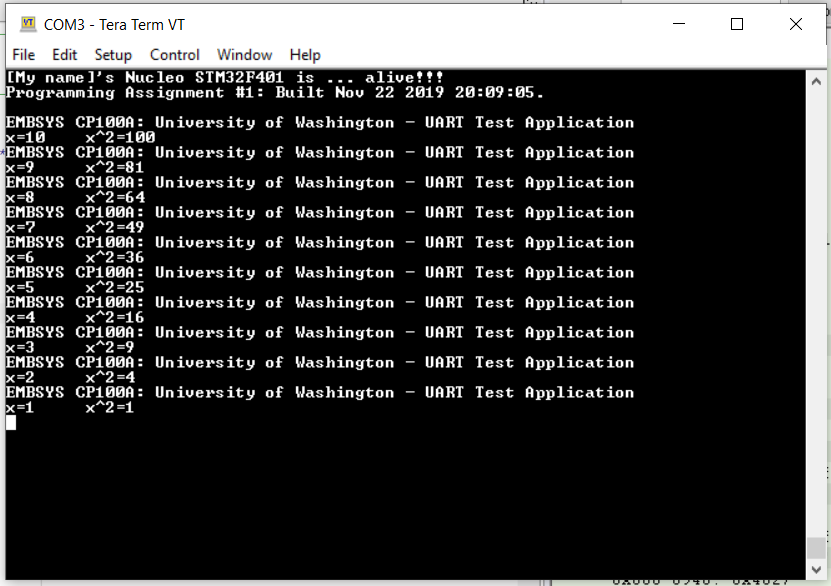 COM3 - Tera Term VT
File Edit Setup Control Window Help
[My name]'s Nucleo STM32F401 is ... alive!!!
Programming Assignment #1: Built Nov 22 2019 20:09:05.
EMBSYS CP100A: University of Washington - UART Test Application
x=10 x^2=100
EMBSYS CP100A: University of Washington - UART Test Application
x=9 x^2=81
EMBSYS CP100A: University of Washington - UART Test Application
x=8 x^2=64
EMBSYS CP100A: University of Washington - UART Test Application
x=7 x^2=49
EMBSYS CP100A: University of Washington - UART Test Application
x=6 x^2=36
EMBSYS CP100A: University of Washington - UART Test Application
x=5 x^2=25
EMBSYS CP100A: University of Washington - UART Test Application
x=4 x^2=16
EMBSYS CP100A: University of Washington - UART Test Application
x=3 x^2=9
EMBSYS CP100A: University of Washington - UART Test Application
x=2 x^2=4
EMBSYS CP100A: University of Washington - UART Test Application
x=1 x^2=1